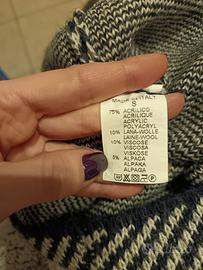 MADE IN ITALY
S
75% ACRILICO
ACRILIQUE
ACRYLIC
POLYACRYL
10% LANA-WOLLE
LAINE-WOOL
10% VISCOSE
VISCOSA
VISKOSE
5% ALPACA
ALPAKA
ALPAGA
P